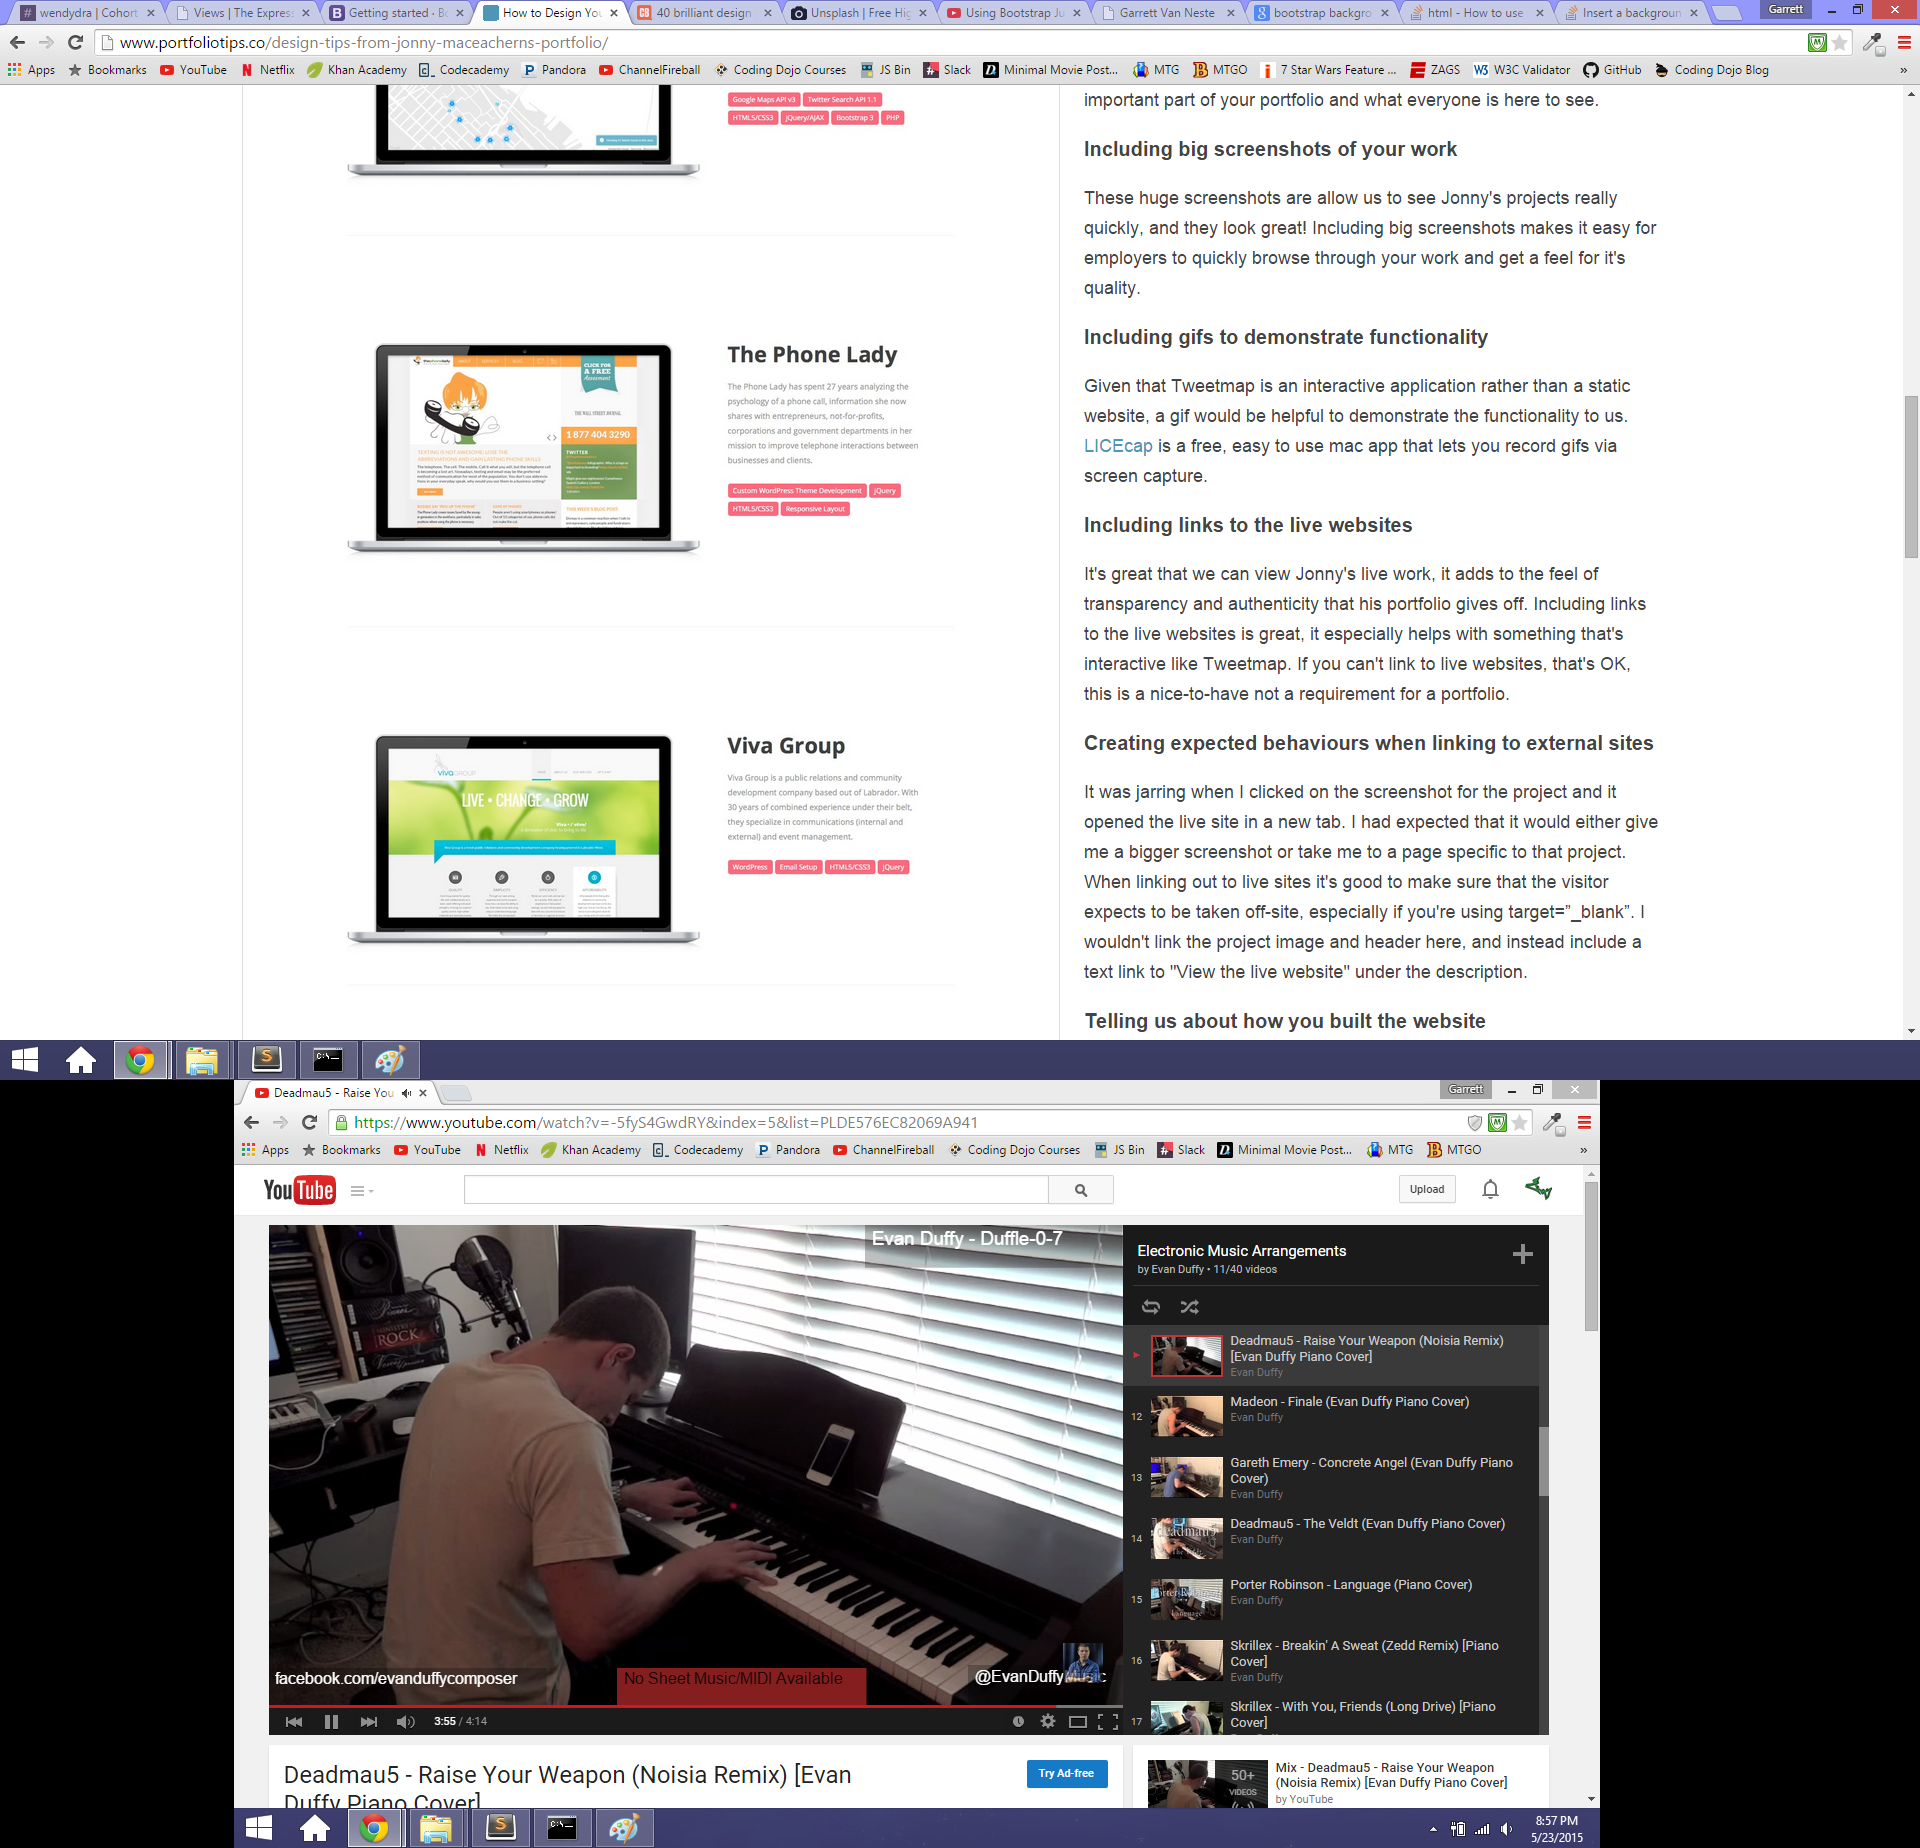 wendydra | Cohort
Views | The Express
Getting started · Bo
How to Design You
40 brilliant design
Unsplash | Free Hig
Using Bootstrap Ju
Garrett Van Neste
bootstrap backgro
html - How to use
Insert a backgroun
Garrett
www.portfoliotips.co/design-tips-from-jonny-maceacherns-portfolio/
Apps Bookmarks YouTube Netflix Khan Academy Codecademy Pandora ChannelFireball Coding Dojo Courses JS Bin Slack Minimal Movie Post... MTG MTGO 7 Star Wars Feature ... ZAGS W3C Validator GitHub Coding Dojo Blog »
Google Maps API v3 Twitter Search API 1.1
HTML5/CSS3 jQuery/AJAX Bootstrap 3 PHP
CLICK FOR
A FREE
Assessment
THE WALL STREET JOURNAL
1 877 404 3290
TWITTER
The Phone Lady
The Phone Lady has spent 27 years analyzing the
psychology of a phone call, information she now
shares with entrepreneurs, not-for-profits,
corporations and government departments in her
mission to improve telephone interactions between
businesses and clients.
Custom WordPress Theme Development jQuery
HTML5/CSS3 Responsive Layout
VIVAGROUP
LIVE • CHANGE • GROW
Viva Group
Viva Group is a public relations and community
development company based out of Labrador. With
30 years of combined experience under their belt,
they specialize in communications (internal and
external) and event management.
WordPress Email Setup HTML5/CSS3 jQuery
important part of your portfolio and what everyone is here to see.
Including big screenshots of your work
These huge screenshots are allow us to see Jonny's projects really
quickly, and they look great! Including big screenshots makes it easy for
employers to quickly browse through your work and get a feel for it's
quality.
Including gifs to demonstrate functionality
Given that Tweetmap is an interactive application rather than a static
website, a gif would be helpful to demonstrate the functionality to us.
LICEcap is a free, easy to use mac app that lets you record gifs via
screen capture.
Including links to the live websites
It's great that we can view Jonny's live work, it adds to the feel of
transparency and authenticity that his portfolio gives off. Including links
to the live websites is great, it especially helps with something that's
interactive like Tweetmap. If you can't link to live websites, that's OK,
this is a nice-to-have not a requirement for a portfolio.
Creating expected behaviours when linking to external sites
It was jarring when I clicked on the screenshot for the project and it
opened the live site in a new tab. I had expected that it would either give
me a bigger screenshot or take me to a page specific to that project.
When linking out to live sites it's good to make sure that the visitor
expects to be taken off-site, especially if you're using target="_blank". I
wouldn't link the project image and header here, and instead include a
text link to "View the live website" under the description.
Telling us about how you built the website
Deadmau5 - Raise You
Garrett
https://www.youtube.com/watch?v=-5fyS4GwdRY&index=5&list=PLDE576EC82069A941
Apps Bookmarks YouTube Netflix Khan Academy Codecademy Pandora ChannelFireball Coding Dojo Courses JS Bin Slack Minimal Movie Post... MTG MTGO »
YouTube
Upload
Evan Duffy - Duffle-0-7
ROCK
facebook.com/evanduffycomposer
No Sheet Music/MIDI Available
@EvanDuffyMusic
3:55 / 4:14
Electronic Music Arrangements
by Evan Duffy • 11/40 videos
Deadmau5 - Raise Your Weapon (Noisia Remix)
[Evan Duffy Piano Cover]
Evan Duffy
12 Madeon - Finale (Evan Duffy Piano Cover)
Evan Duffy
13 Gareth Emery - Concrete Angel (Evan Duffy Piano
Cover)
Evan Duffy
14 Deadmau5 - The Veldt (Evan Duffy Piano Cover)
Evan Duffy
15 Porter Robinson - Language (Piano Cover)
Evan Duffy
16 Skrillex - Breakin' A Sweat (Zedd Remix) [Piano
Cover]
Evan Duffy
17 Skrillex - With You, Friends (Long Drive) [Piano
Cover]
Deadmau5 - Raise Your Weapon (Noisia Remix) [Evan
Duffy Piano Cover]
Try Ad-free
50+
VIDEOS
Mix - Deadmau5 - Raise Your Weapon
(Noisia Remix) [Evan Duffy Piano Cover]
by YouTube
8:57 PM
5/23/2015